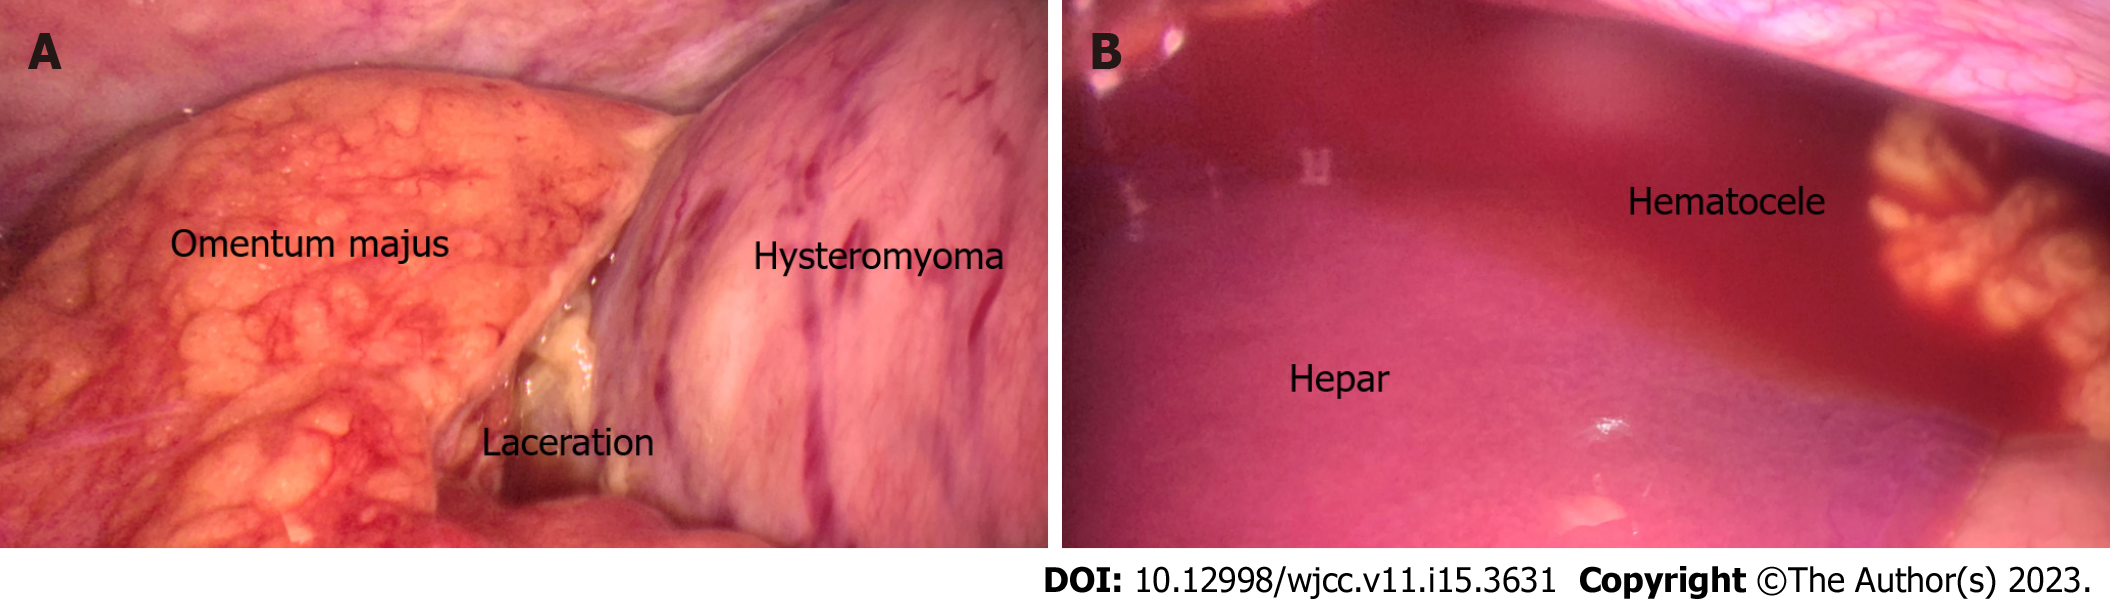 A
B
Omentum majus
Hysteromyoma
Laceration
Hematocele
Hepar
DOI: 10.12998/wjcc.v11.i15.3631 Copyright ©The Author(s) 2023.